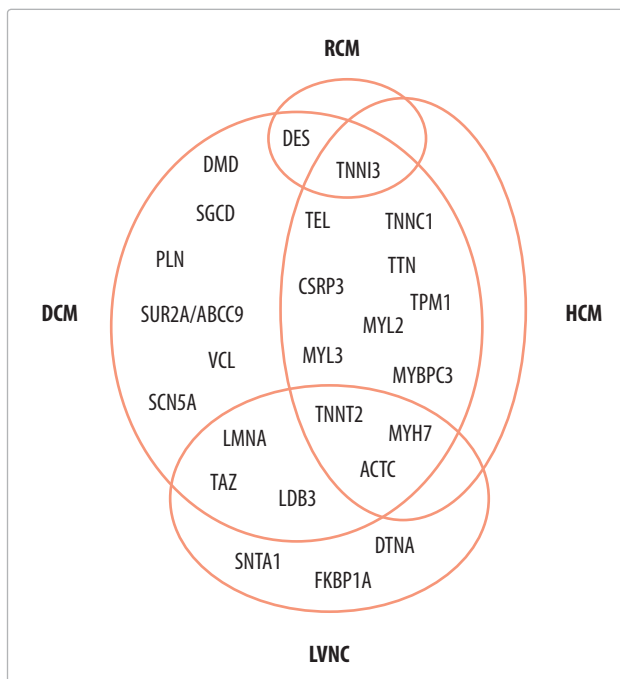 RCM
DES
TNNI3
DMD
SGCD
TEL
TNNC1
PLN
TTN
CSRP3
TPM1
DCM
SUR2A/ABCC9
MYL2
HCM
VCL
MYL3
MYBPC3
SCN5A
TNNT2
LMNA
MYH7
TAZ
ACTC
LDB3
SNTA1
DTNA
FKBP1A
LVNC